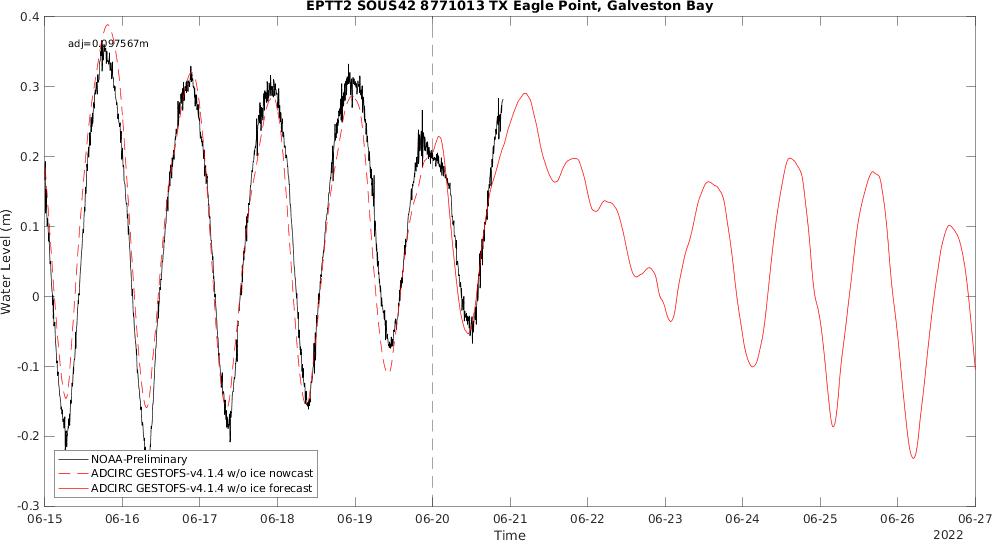 EPTT2 SOUS42 8771013 TX Eagle Point, Galveston Bay
0.4
adj=0.097567m
0.3
0.2
0.1
0
-0.1
-0.2
-0.3
Water Level (m)
NOAA-Preliminary
ADCIRC GESTOFS-v4.1.4 w/o ice nowcast
ADCIRC GESTOFS-v4.1.4 w/o ice forecast
06-15 06-16 06-17 06-18 06-19 06-20 06-21 06-22 06-23 06-24 06-25 06-26 06-27
Time
2022